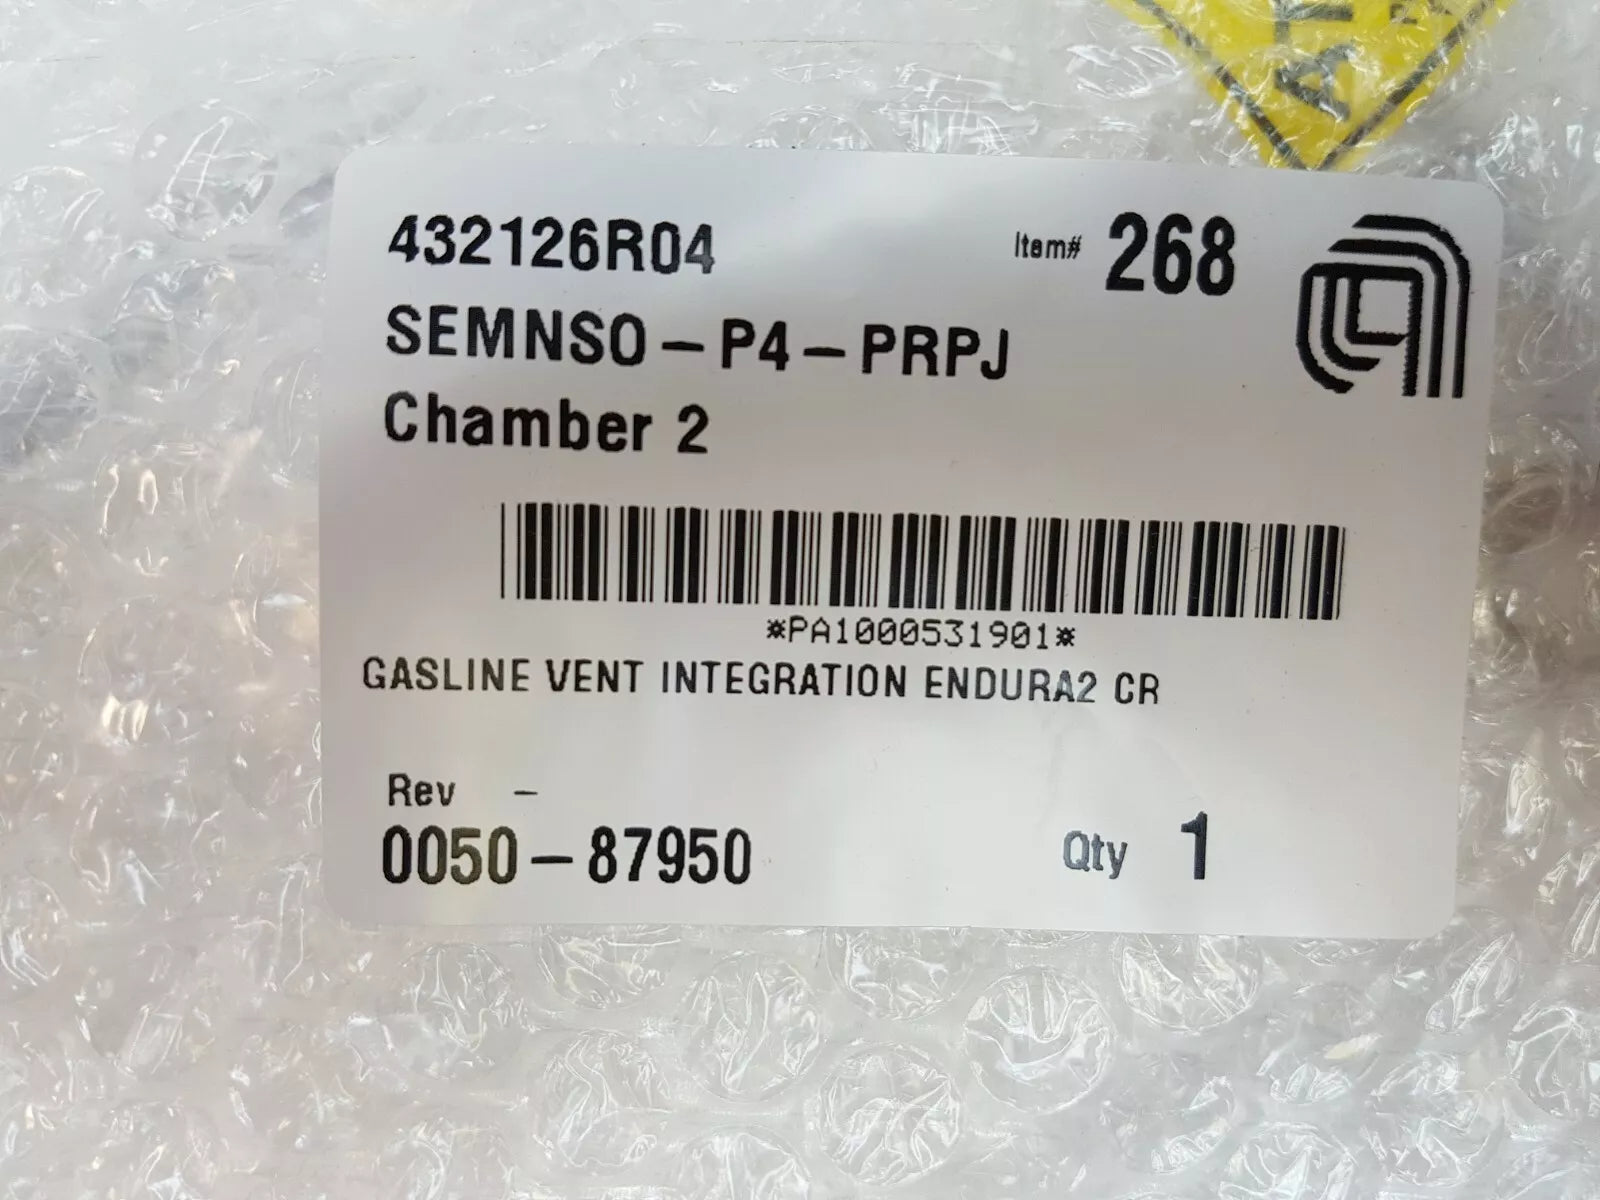 432126R04 Item# 268
SEMNSO-P4-PRPJ
Chamber 2
*PA1000531901*
GASLINE VENT INTEGRATION ENDURA2 CR
Rev -
0050-87950 Qty 1